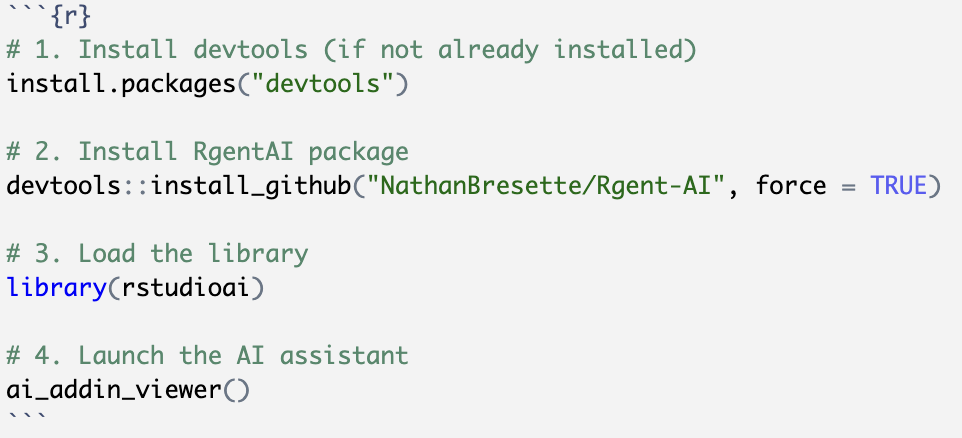 ```{r}
# 1. Install devtools (if not already installed)
install.packages("devtools")
# 2. Install RgentAI package
devtools::install_github("NathanBresette/Rgent-AI", force = TRUE)
# 3. Load the library
library(rstudioai)
# 4. Launch the AI assistant
ai_addin_viewer()
```